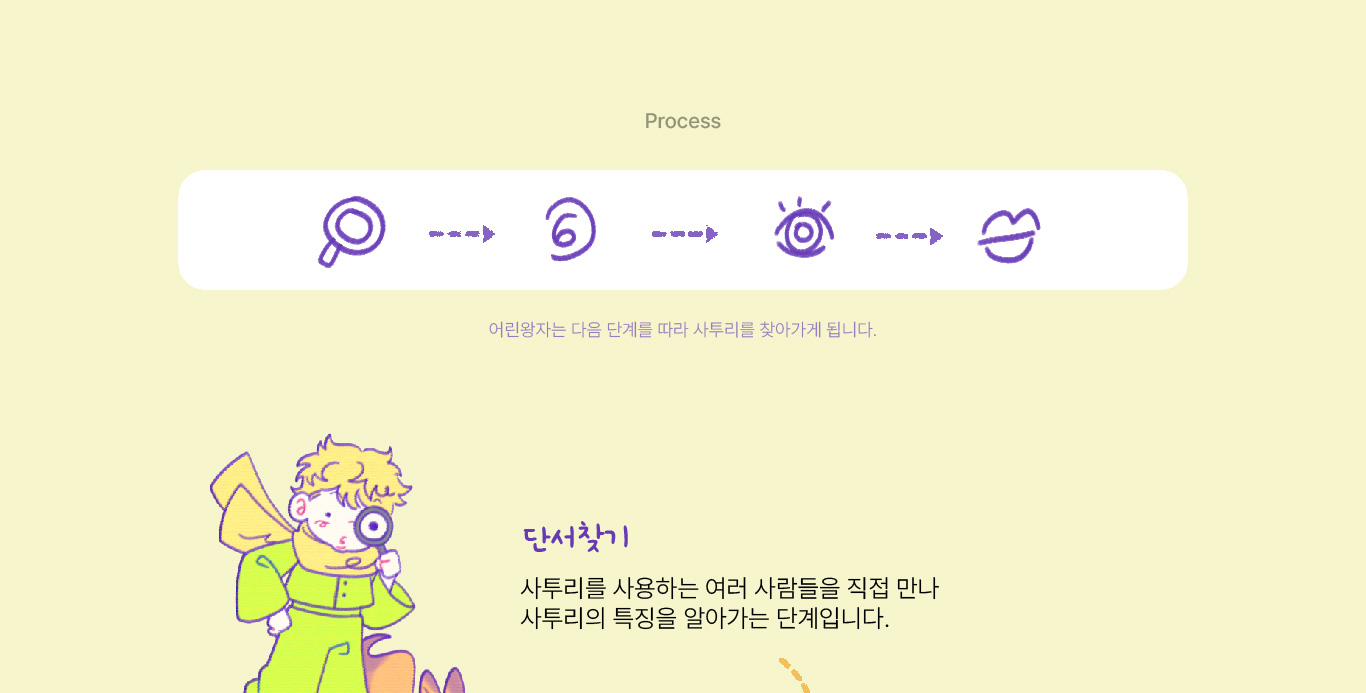 Process
어린왕자는 다음 단계를 따라 사투리를 찾아가게 됩니다.
단서찾기
사투리를 사용하는 여러 사람들을 직접 만나
사투리의 특징을 알아가는 단계입니다.